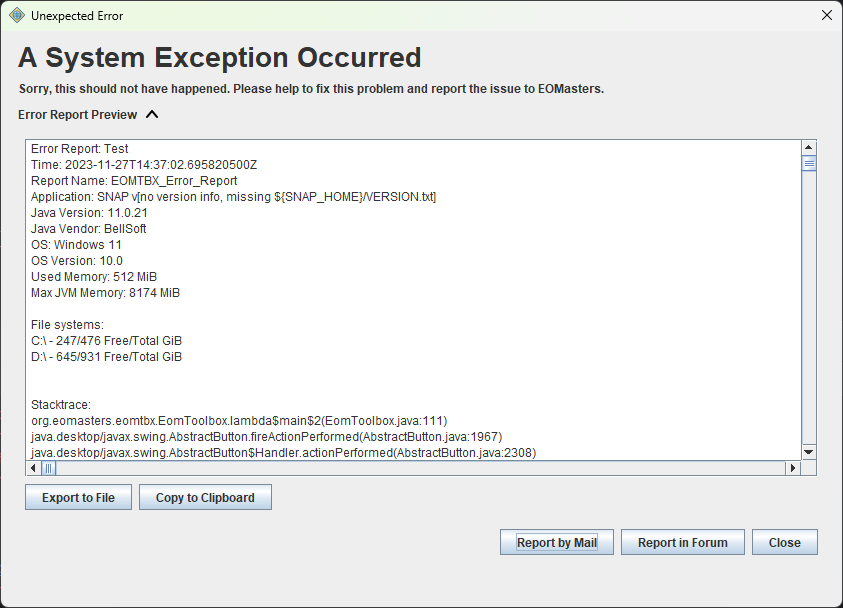 Unexpected Error
A System Exception Occurred
Sorry, this should not have happened. Please help to fix this problem and report the issue to EOMasters.
Error Report Preview
Error Report: Test
Time: 2023-11-27T14:37:02.695820500Z
Report Name: EOMTBX_Error_Report
Application: SNAP v[no version info, missing ${SNAP_HOME}/VERSION.txt]
Java Version: 11.0.21
Java Vendor: BellSoft
OS: Windows 11
OS Version: 10.0
Used Memory: 512 MiB
Max JVM Memory: 8174 MiB
File systems:
C:\ - 247/476 Free/Total GiB
D:\ - 645/931 Free/Total GiB
Stacktrace:
org.eomasters.eomtbx.EomToolbox.lambda$main$2(EomToolbox.java:111)
java.desktop/javax.swing.AbstractButton.fireActionPerformed(AbstractButton.java:1967)
java.desktop/javax.swing.AbstractButton$Handler.actionPerformed(AbstractButton.java:2308)
Export to File Copy to Clipboard
Report by Mail Report in Forum Close